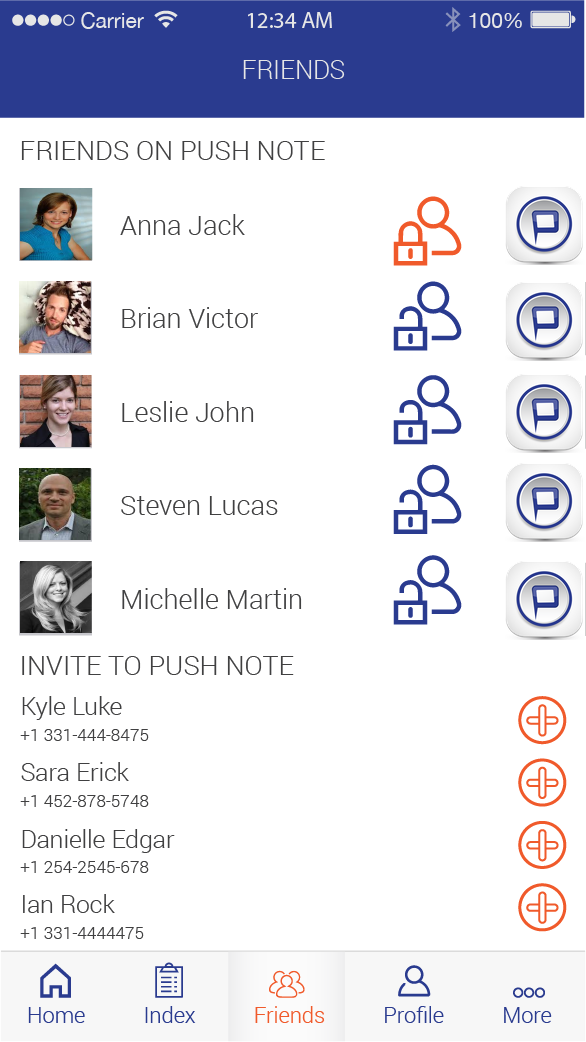 Carrier 12:34 AM 100%
FRIENDS
FRIENDS ON PUSH NOTE
Anna Jack
P
Brian Victor
P
Leslie John
P
Steven Lucas
P
Michelle Martin
P
INVITE TO PUSH NOTE
Kyle Luke
+1 331-444-8475
Sara Erick
+1 452-878-5748
Danielle Edgar
+1 254-2545-678
Ian Rock
+1 331-4444475
Home Index Friends Profile More